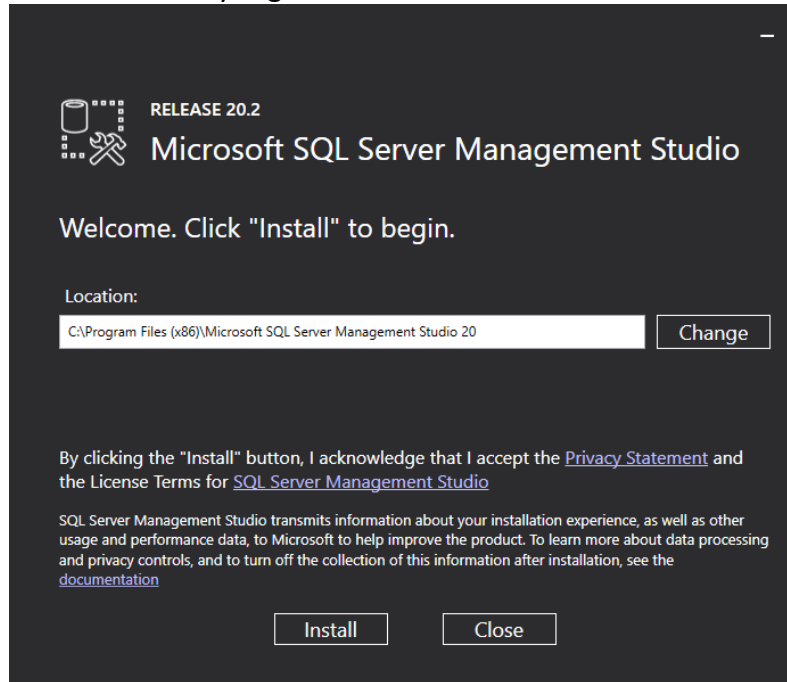 RELEASE 20.2
Microsoft SQL Server Management Studio
Welcome. Click "Install" to begin.
Location:
C:\Program Files (x86)\Microsoft SQL Server Management Studio 20
Change
By clicking the "Install" button, I acknowledge that I accept the Privacy Statement and
the License Terms for SQL Server Management Studio
SQL Server Management Studio transmits information about your installation experience, as well as other
usage and performance data, to Microsoft to help improve the product. To learn more about data processing
and privacy controls, and to turn off the collection of this information after installation, see the
documentation
Install Close